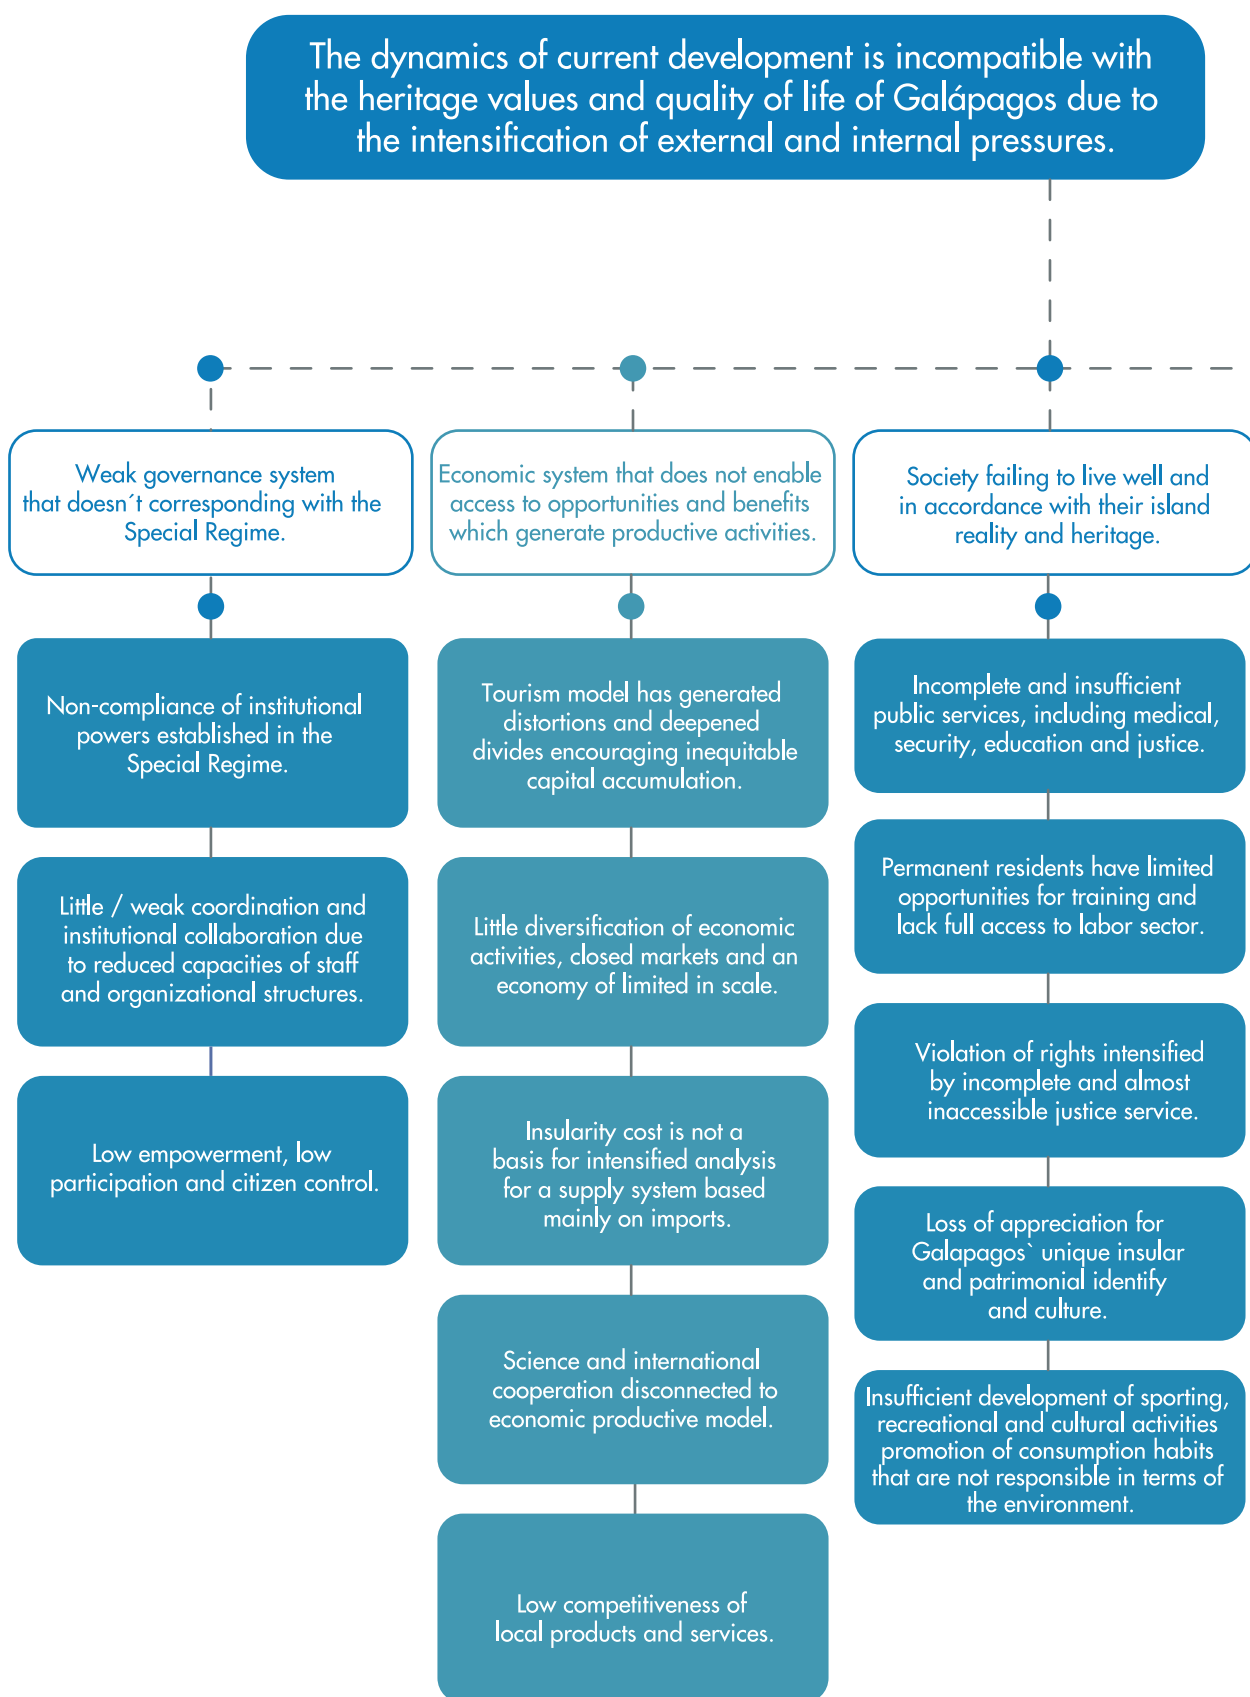 The dynamics of current development is incompatible with
the heritage values and quality of life of Galápagos due to
the intensification of external and internal pressures.
Weak governance system
that doesn´t corresponding with the
Special Regime.
Non-compliance of institutional
powers established in the
Special Regime.
Little / weak coordination and
institutional collaboration due
to reduced capacities of staff
and organizational structures.
Low empowerment, low
participation and citizen control.
Economic system that does not enable
access to opportunities and benefits
which generate productive activities.
Tourism model has generated
distortions and deepened
divides encouraging inequitable
capital accumulation.
Little diversification of economic
activities, closed markets and an
economy of limited in scale.
Insularity cost is not a
basis for intensified analysis
for a supply system based
mainly on imports.
Science and international
cooperation disconnected to
economic productive model.
Low competitiveness of
local products and services.
Society failing to live well and
in accordance with their island
reality and heritage.
Incomplete and insufficient
public services, including medical,
security, education and justice.
Permanent residents have limited
opportunities for training and
lack full access to labor sector.
Violation of rights intensified
by incomplete and almost
inaccessible justice service.
Loss of appreciation for
Galapagos` unique insular
and patrimonial identify
and culture.
Insufficient development of sporting,
recreational and cultural activities
promotion of consumption habits
that are not responsible in terms of
the environment.